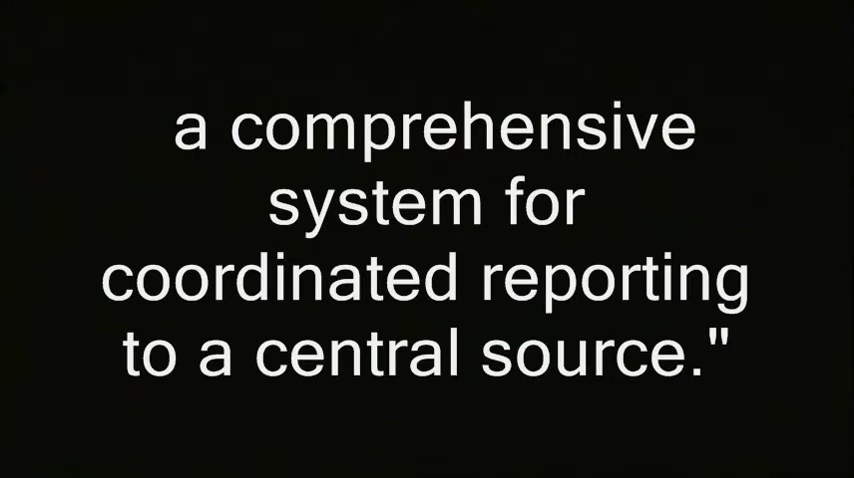 a comprehensive
system for
coordinated reporting
to a central source."